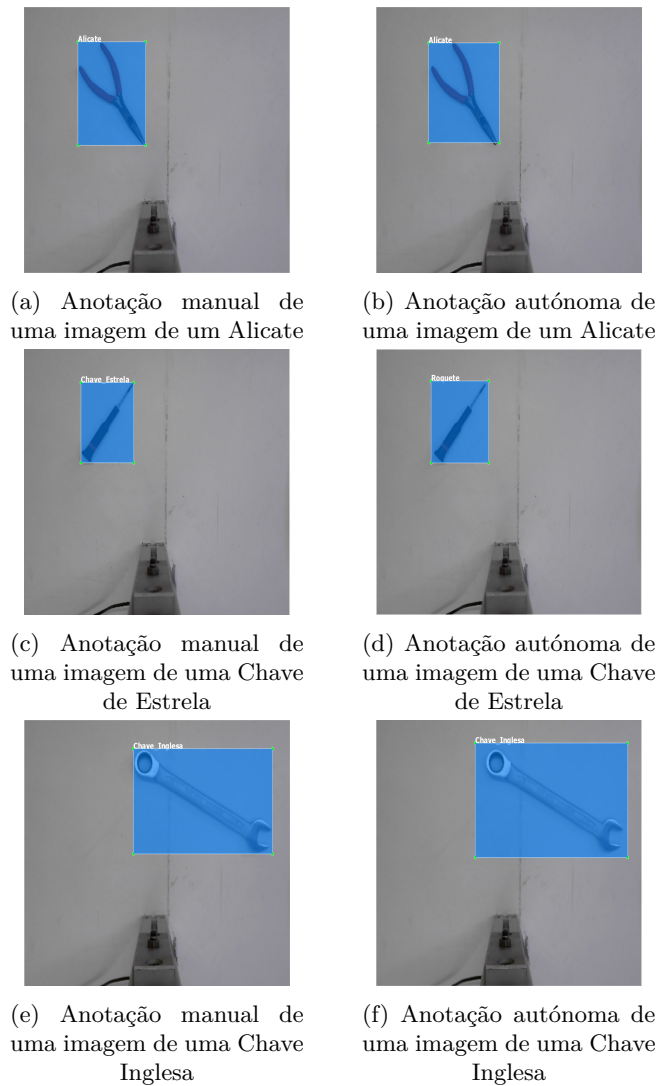 Alicate
Alicate
(a) Anotação manual de
uma imagem de um Alicate
(b) Anotação autónoma de
uma imagem de um Alicate
Chave_Estrela
Roquete
(c) Anotação manual de
uma imagem de uma Chave
de Estrela
(d) Anotação autónoma de
uma imagem de uma Chave
de Estrela
Chave_Inglesa
Chave_Inglesa
(e) Anotação manual de
uma imagem de uma Chave
Inglesa
(f) Anotação autónoma de
uma imagem de uma Chave
Inglesa